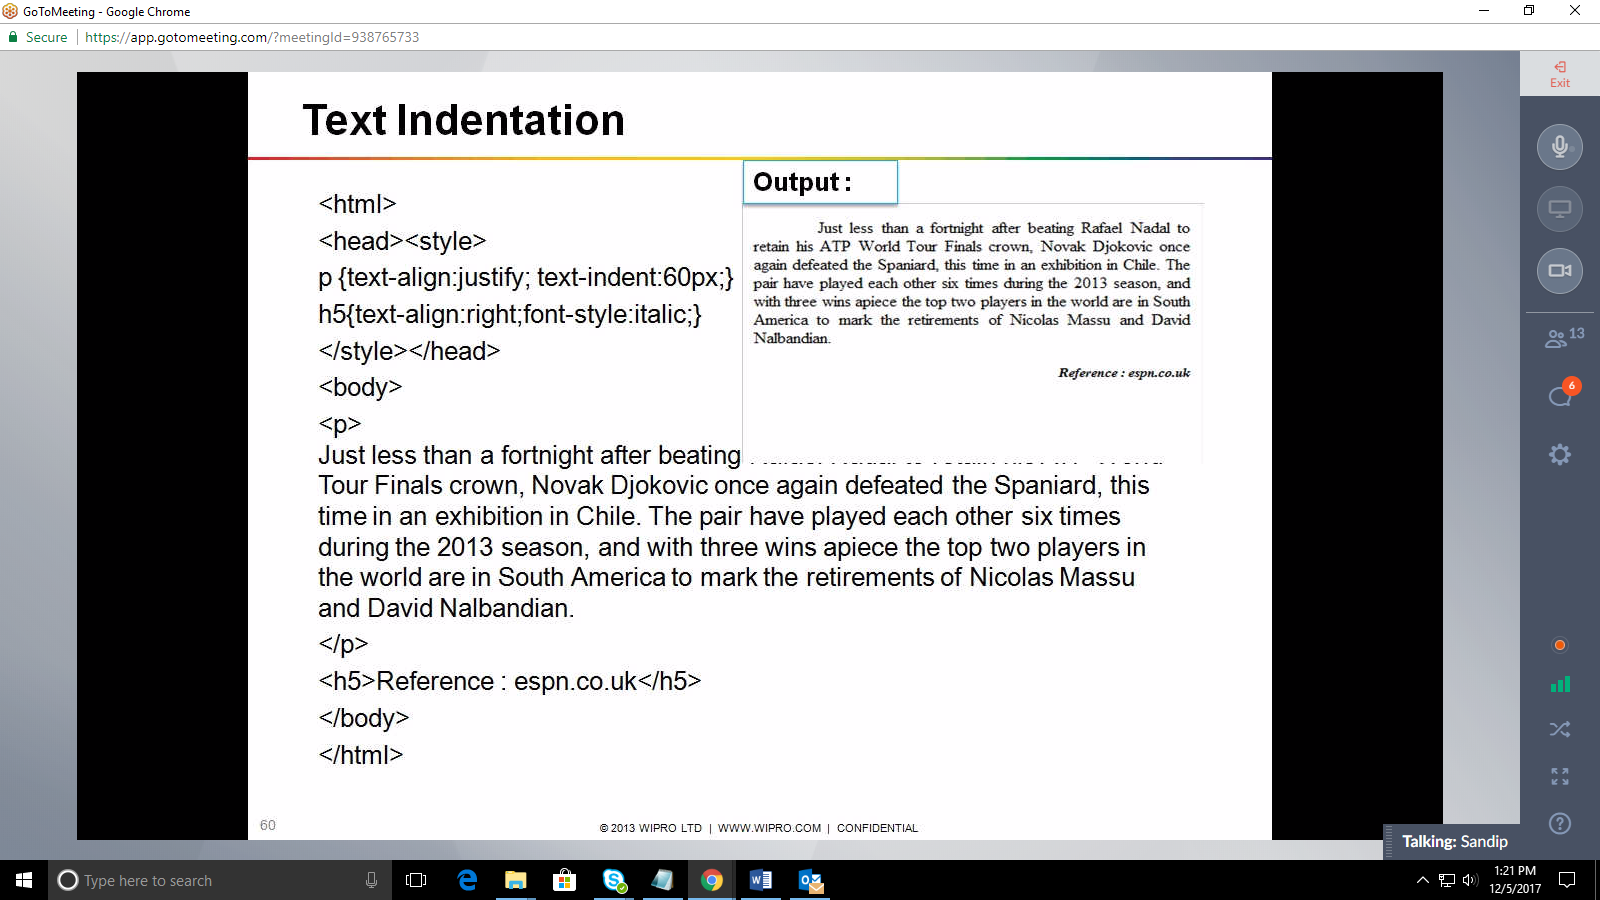 GoToMeeting - Google Chrome
Secure
https://app.gotomeeting.com/?meetingId=938765733
Exit
Text Indentation
Output :
<html>
<head><style>
p {text-align:justify; text-indent:60px;}
h5{text-align:right;font-style:italic;}
</style></head>
<body>
<p>
Just less than a fortnight after beating
Tour Finals crown, Novak Djokovic once again defeated the Spaniard, this
time in an exhibition in Chile. The pair have played each other six times
during the 2013 season, and with three wins apiece the top two players in
the world are in South America to mark the retirements of Nicolas Massu
and David Nalbandian.
</p>
<h5>Reference : espn.co.uk</h5>
</body>
</html>
Just less than a fortnight after beating Rafael Nadal to
retain his ATP World Tour Finals crown, Novak Djokovic once
again defeated the Spaniard, this time in an exhibition in Chile. The
pair have played each other six times during the 2013 season, and
with three wins apiece the top two players in the world are in South
America to mark the retirements of Nicolas Massu and David
Nalbandian.
Reference : espn.co.uk
60
© 2013 WIPRO LTD | WWW.WIPRO.COM | CONFIDENTIAL
13
6
Talking: Sandip
Type here to search
1:21 PM
12/5/2017